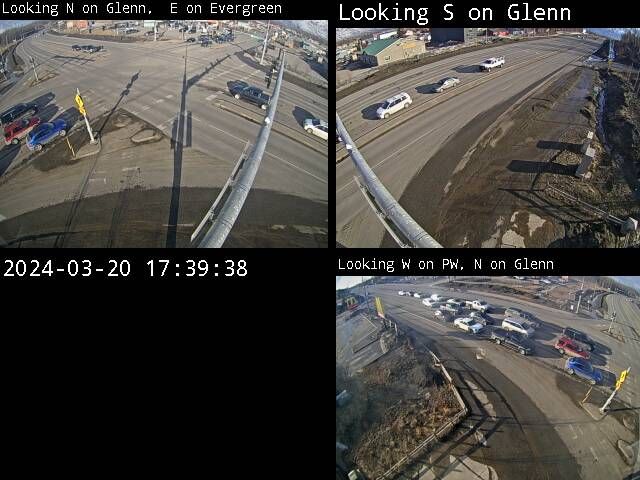 Looking N on Glenn, E on Evergreen
Looking S on Glenn
2024-03-20 17:39:38
Looking W on PW, N on Glenn